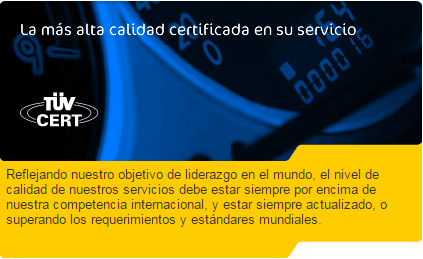 La más alta calidad certificada en su servicio
000016
TÜV
CERT
Reflejando nuestro objetivo de liderazgo en el mundo, el nivel de
calidad de nuestros servicios debe estar siempre por encima de
nuestra competencia internacional, y estar siempre actualizado, o
superando los requerimientos y estándares mundiales.